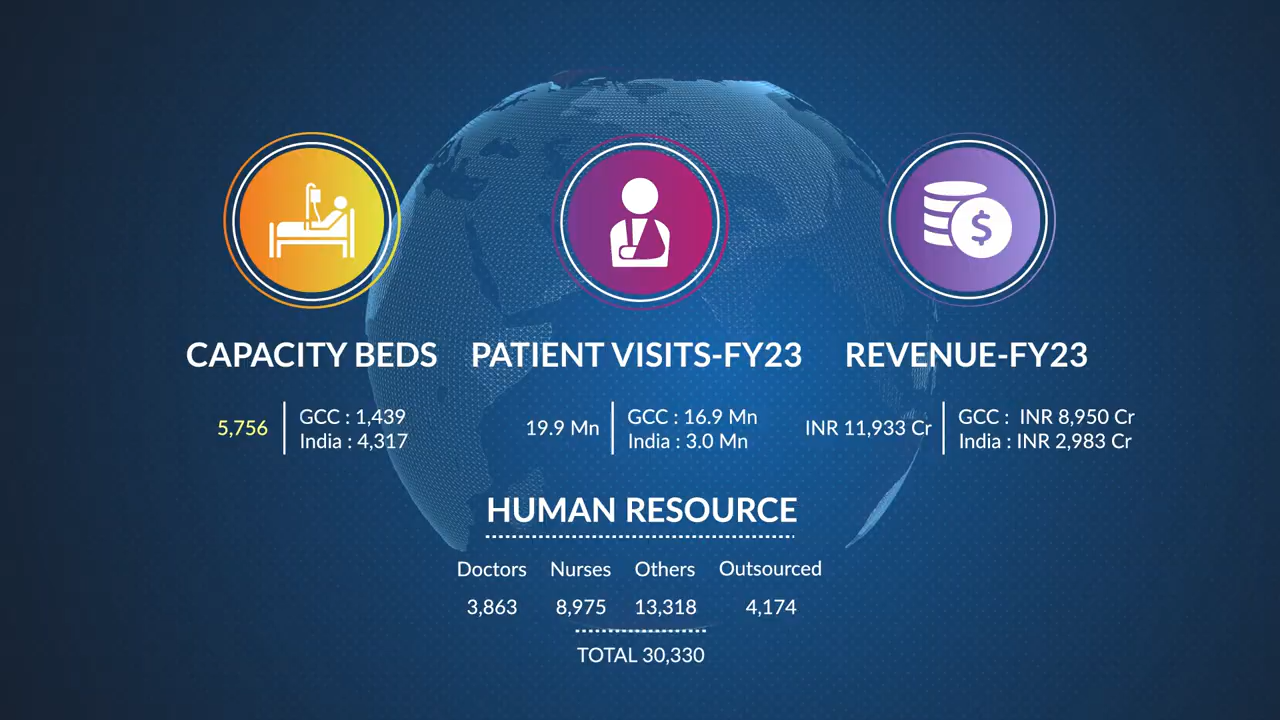 CAPACITY BEDS
5,756
GCC : 1,439
India : 4,317
PATIENT VISITS-FY23
19.9 Mn
GCC : 16.9 Mn
India : 3.0 Mn
$
REVENUE-FY23
INR 11,933 Cr
GCC : INR 8,950 Cr
India : INR 2,983 Cr
HUMAN RESOURCE
Doctors Nurses Others Outsourced
3,863 8,975 13,318 4,174
TOTAL 30,330